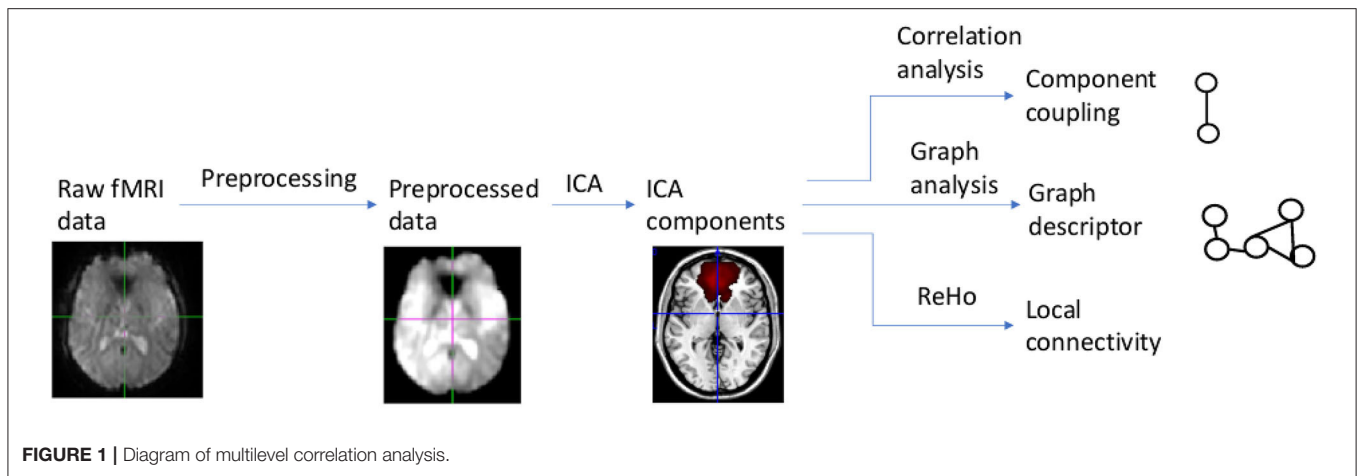 Raw fMRI
data
Preprocessing
Preprocessed
data
ICA
ICA
components
Correlation
analysis
Component
coupling
Graph
analysis
Graph
descriptor
ReHo
Local
connectivity
FIGURE 1 | Diagram of multilevel correlation analysis.